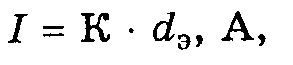 I = К · dэ, А,